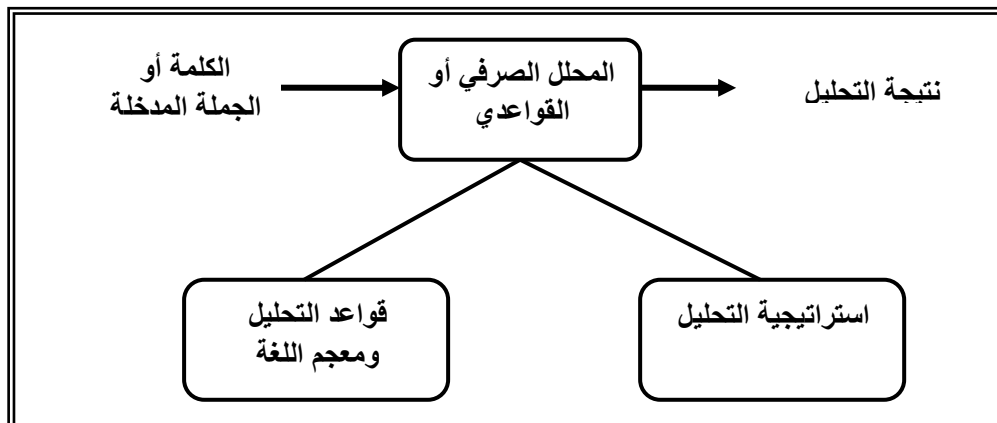 الكلمة أو
الجملة المدخلة
المحلل الصرفي أو
القواعدي
نتيجة التحليل
قواعد التحليل
ومعجم اللغة
استراتيجية التحليل